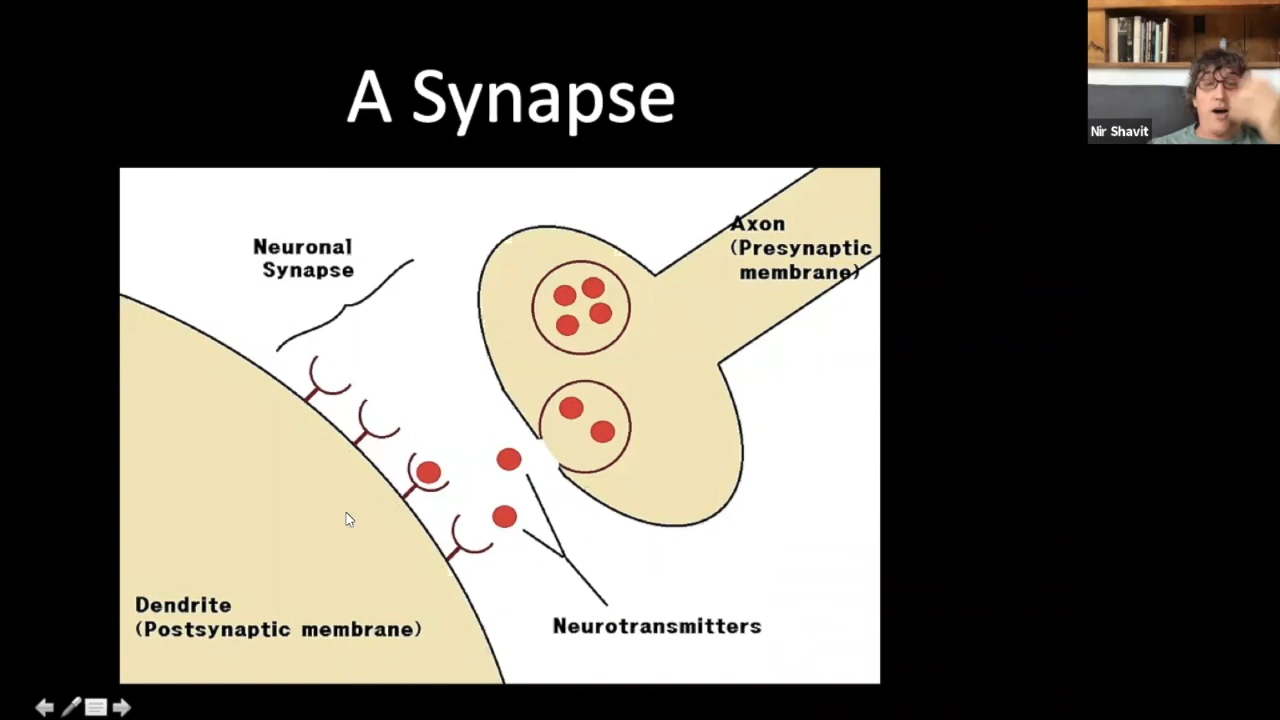 A Synapse
Nir Shavit
Neuronal
Synapse
Axon
(Presynaptic
membrane)
Dendrite
(Postsynaptic membrane)
Neurotransmitters